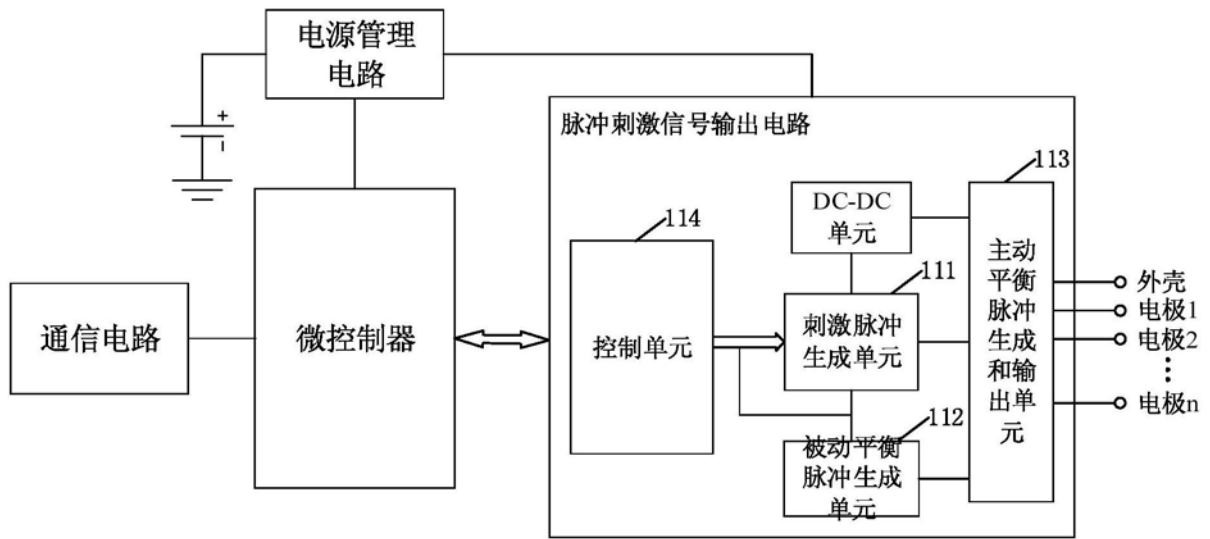 电源管理
电路
+
-
通信电路
微控制器
脉冲刺激信号输出电路
114
控制单元
DC-DC
单元
111
刺激脉冲
生成单元
112
被动平衡
脉冲生成
单元
113
主动
平衡
脉冲
生成
和输
出单
元
外壳
电极1
电极2
⋮
电极n